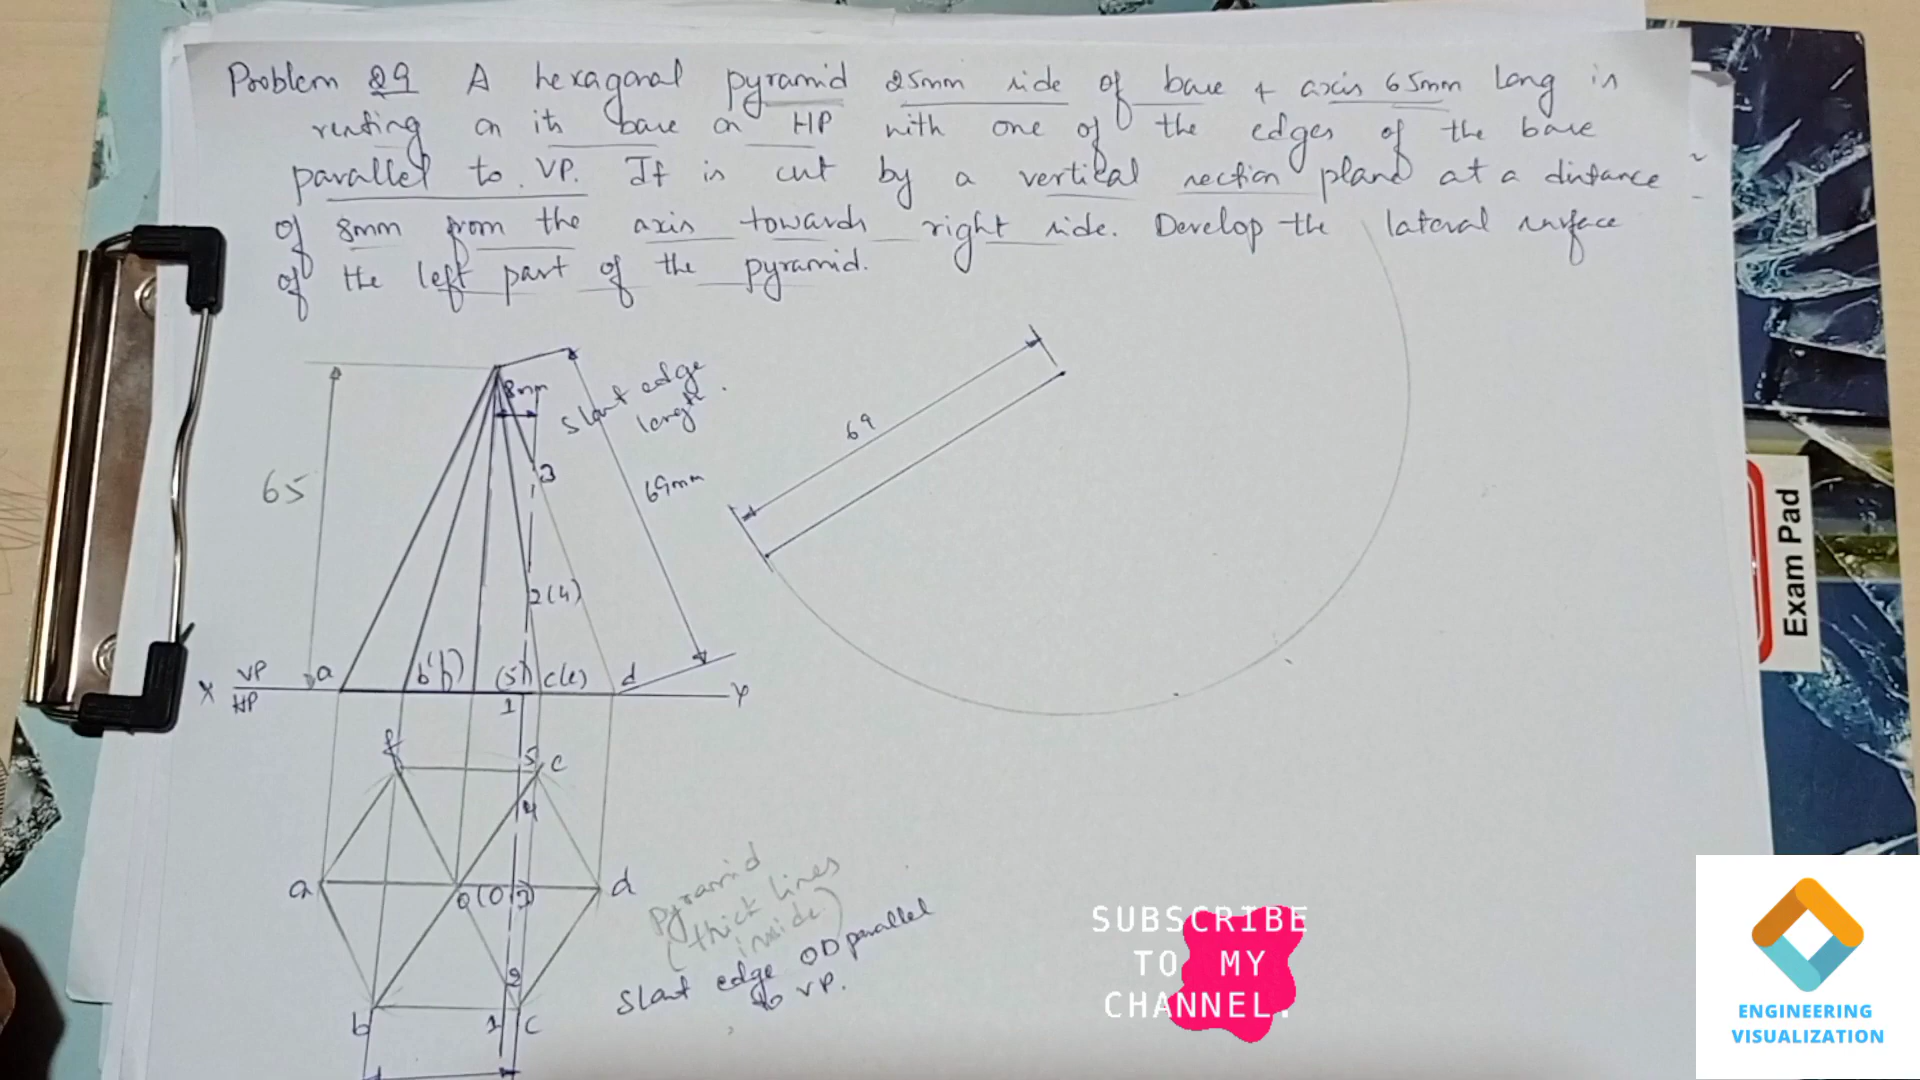 Problem 29 A hexagonal pyramid 25mm side of base & axis 65mm long is
resting on its base on HP with one of the edges of the base
parallel to VP. It is cut by a vertical section plane at a distance
of 8mm from the axis towards right side. Develop the lateral surface
of the left part of the pyramid.
8mm
slant edge
length.
69
65
3
69mm
2(4)
X VP a b(f) (5) c(e) d Y
HP
1
f 5 e
4
a o(o,3) d
2
b 1 c
Pyramid
(thick lines
inside)
slant edge OD parallel
to VP.
Exam Pad
SUBSCRIBE
TO MY
CHANNEL.
ENGINEERING
VISUALIZATION